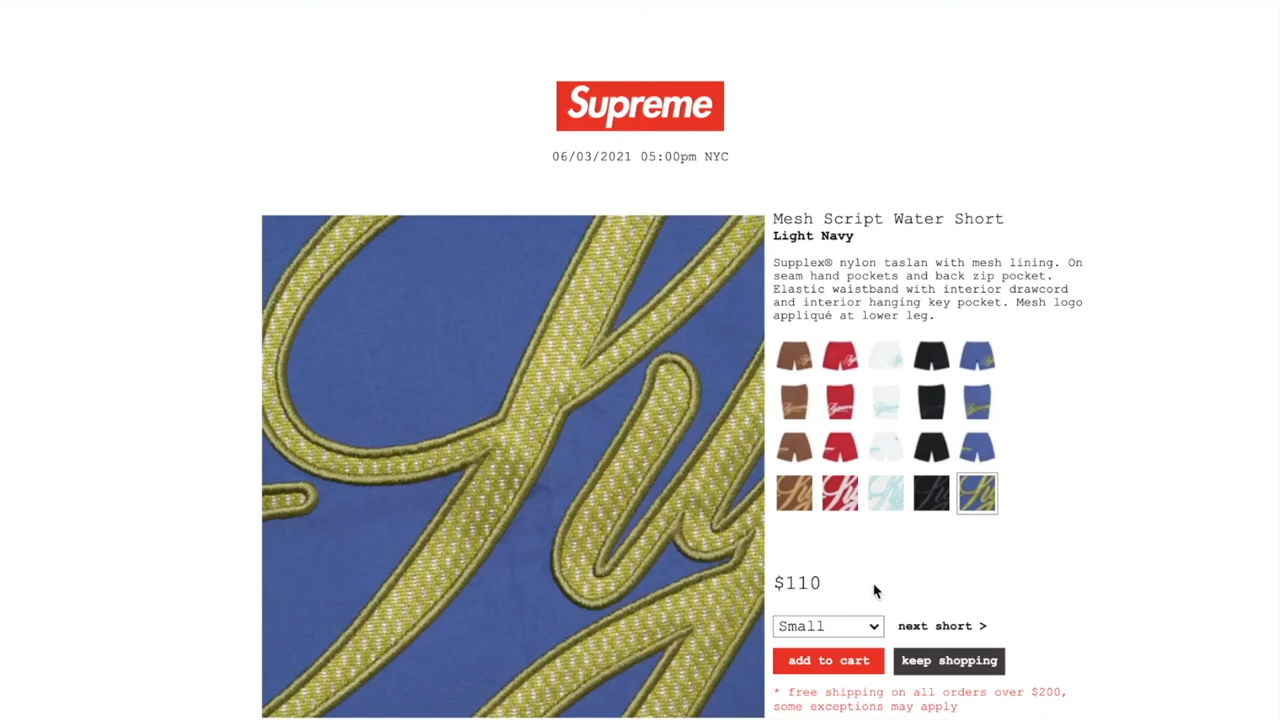 Supreme
06/03/2021 05:00pm NYC
Mesh Script Water Short
Light Navy
Supplex® nylon taslan with mesh lining. On
seam hand pockets and back zip pocket.
Elastic waistband with interior drawcord
and interior hanging key pocket. Mesh logo
appliqué at lower leg.
$110
Small
next short >
add to cart
keep shopping
* free shipping on all orders over $200,
some exceptions may apply